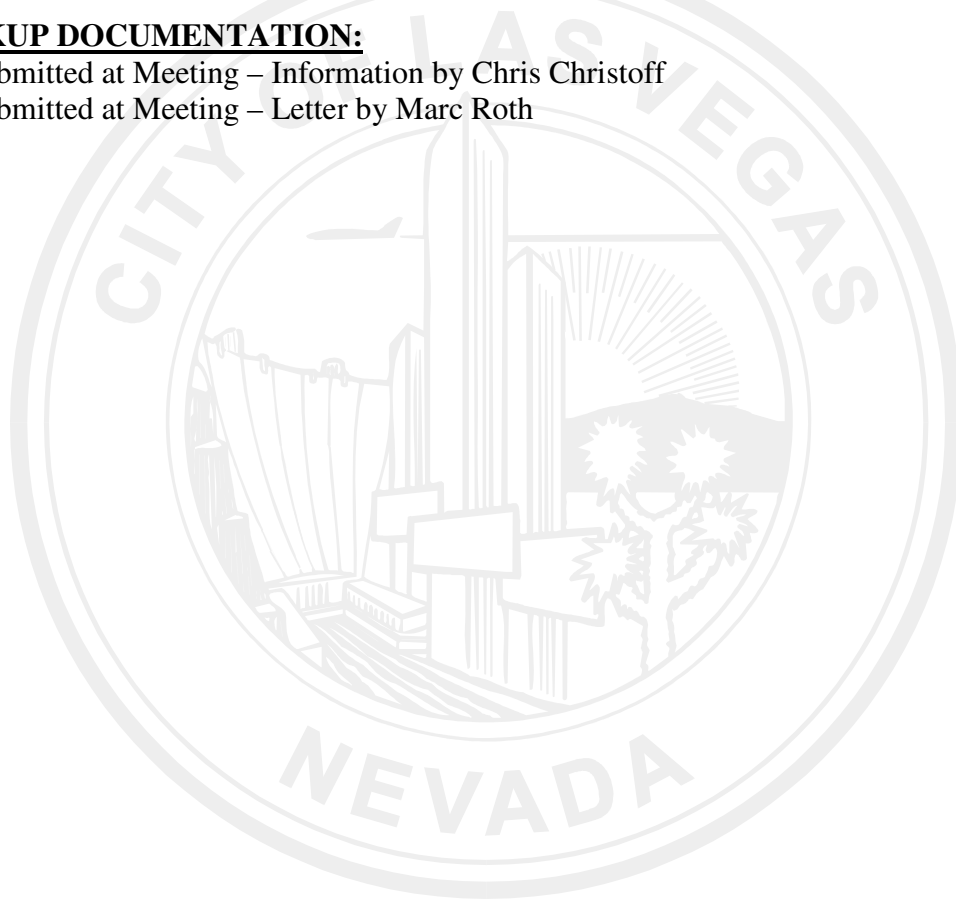 KUP DOCUMENTATION:
bmitted at Meeting – Information by Chris Christoff
bmitted at Meeting – Letter by Marc Roth
CITY OF LAS VEGAS
NEVADA